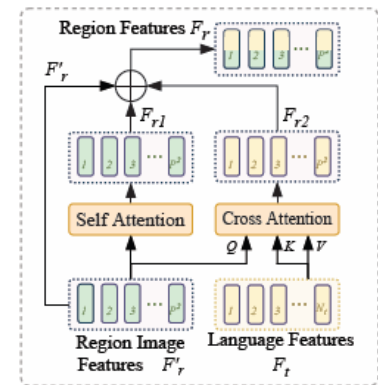 Region Features F_r
1 2 3 ... P²
F'_r
F_r1
F_r2
1 2 3 ... P²
1 2 3 ... P²
Self Attention
Cross Attention
Q
K
V
1 2 3 ... P²
1 2 3 ... N_t
Region Image
Features F'_r
Language Features
F_t